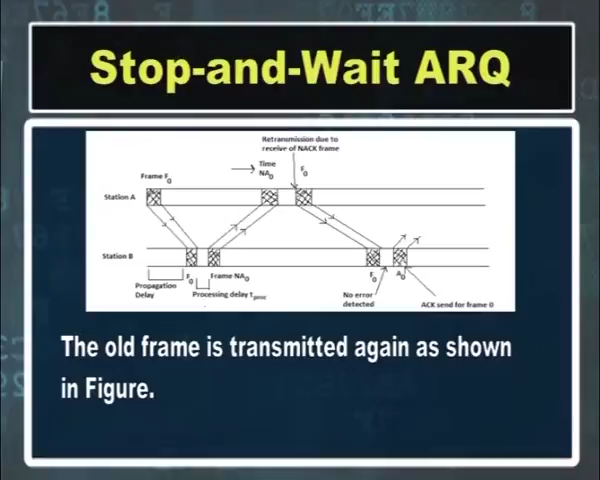 Stop-and-Wait ARQ
Retransmission due to
receive of NACK frame
Time
Frame F0
NA0
F0
Station A
Station B
F0
Frame NA0
F0
A0
Propagation
Delay
Processing delay tproc
No error
detected
ACK send for frame 0
The old frame is transmitted again as shown
in Figure.